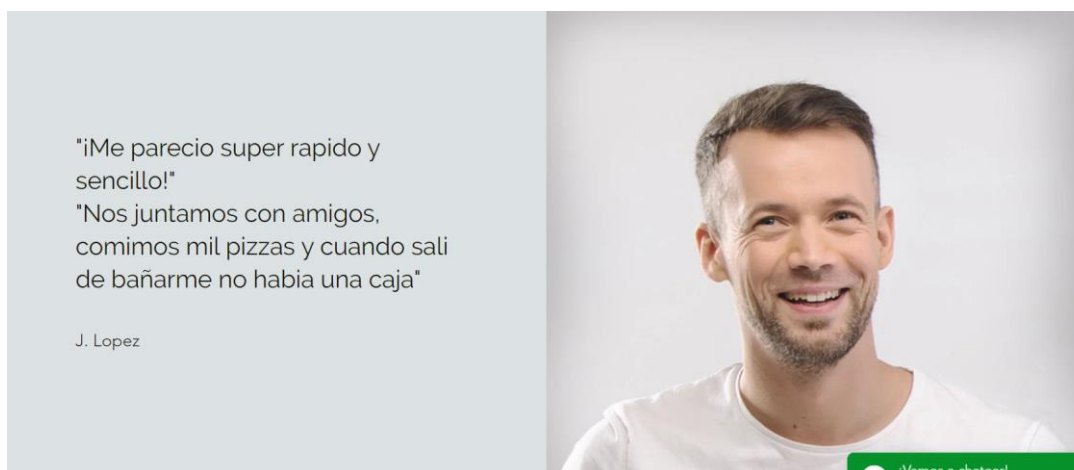 "¡Me parecio super rapido y
sencillo!"
"Nos juntamos con amigos,
comimos mil pizzas y cuando sali
de bañarme no habia una caja"
J. Lopez